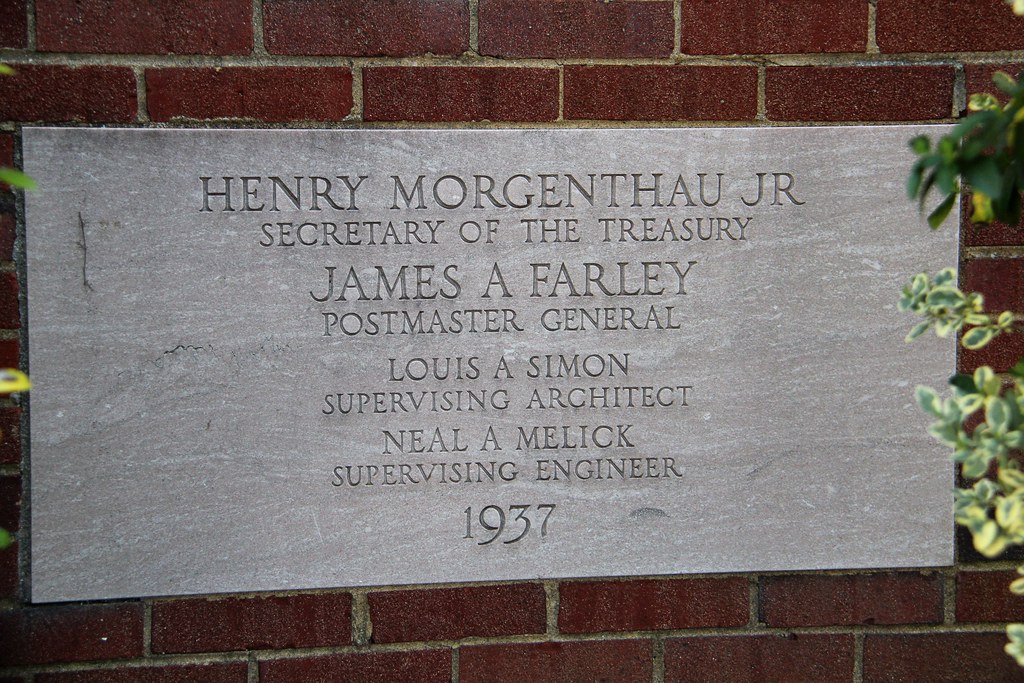 HENRY MORGENTHAU JR
SECRETARY OF THE TREASURY
JAMES A FARLEY
POSTMASTER GENERAL
LOUIS A SIMON
SUPERVISING ARCHITECT
NEAL A MELICK
SUPERVISING ENGINEER
1937